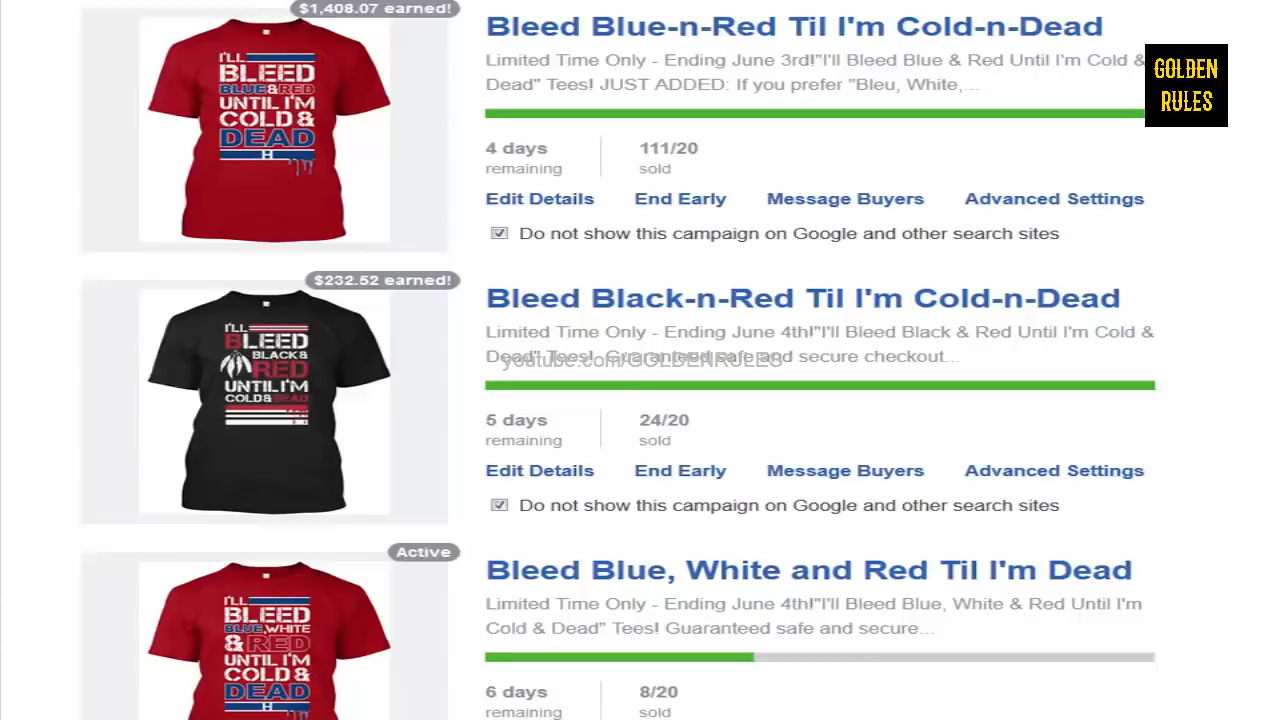 $1,408.07 earned!
Bleed Blue-n-Red Til I'm Cold-n-Dead
Limited Time Only - Ending June 3rd!"I'll Bleed Blue & Red Until I'm Cold &
Dead" Tees! JUST ADDED: If you prefer "Bleu, White,...
GOLDEN
RULES
I'LL
BLEED
BLUE&RED
UNTIL I'M
COLD &
DEAD
H
4 days
remaining
111/20
sold
Edit Details End Early Message Buyers Advanced Settings
Do not show this campaign on Google and other search sites
$232.52 earned!
Bleed Black-n-Red Til I'm Cold-n-Dead
Limited Time Only - Ending June 4th!"I'll Bleed Black & Red Until I'm Cold &
Dead" Tees! Guaranteed safe and secure checkout...
youtube.com/GOLDENRULES
I'LL
BLEED
BLACK&
RED
UNTIL I'M
COLD&DEAD
5 days
remaining
24/20
sold
Edit Details End Early Message Buyers Advanced Settings
Do not show this campaign on Google and other search sites
Active
Bleed Blue, White and Red Til I'm Dead
Limited Time Only - Ending June 4th!"I'll Bleed Blue, White & Red Until I'm
Cold & Dead" Tees! Guaranteed safe and secure...
I'LL
BLEED
BLUE,WHITE
& RED
UNTIL I'M
COLD &
DEAD
H
6 days
remaining
8/20
sold